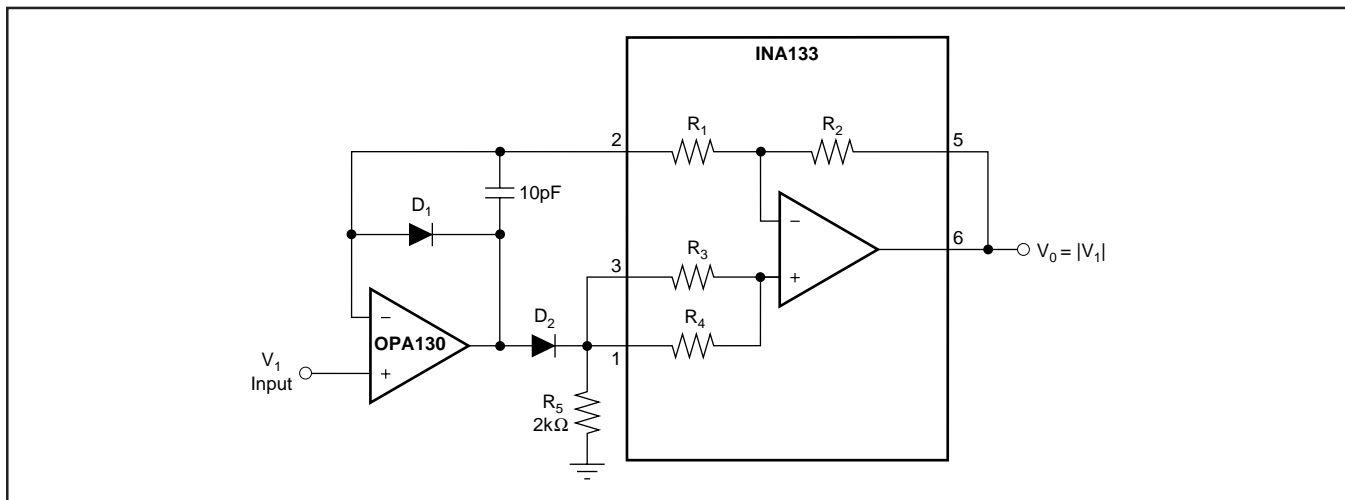 INA133
R₁
R₂
2
5
10pF
D₁
−
R₃
3
6
V₀ = |V₁|
+
R₄
D₂
−
OPA130
1
V₁
Input
+
R₅
2kΩ